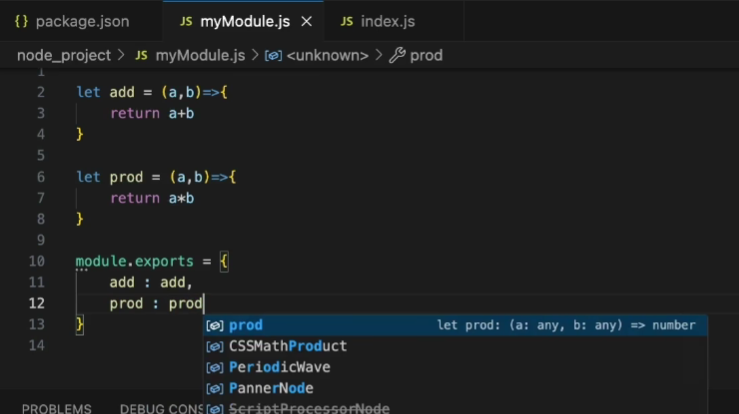 {} package.json JS myModule.js × JS index.js
node_project > JS myModule.js > <unknown> > prod
1
2 let add = (a,b)=>{
3 return a+b
4 }
5
6 let prod = (a,b)=>{
7 return a*b
8 }
9
10 module.exports = {
11 add : add,
12 prod : prod
13 }
14
prod let prod: (a: any, b: any) => number
CSSMathProduct
PeriodicWave
PannerNode
ScriptProcessorNode
PROBLEMS DEBUG CONS